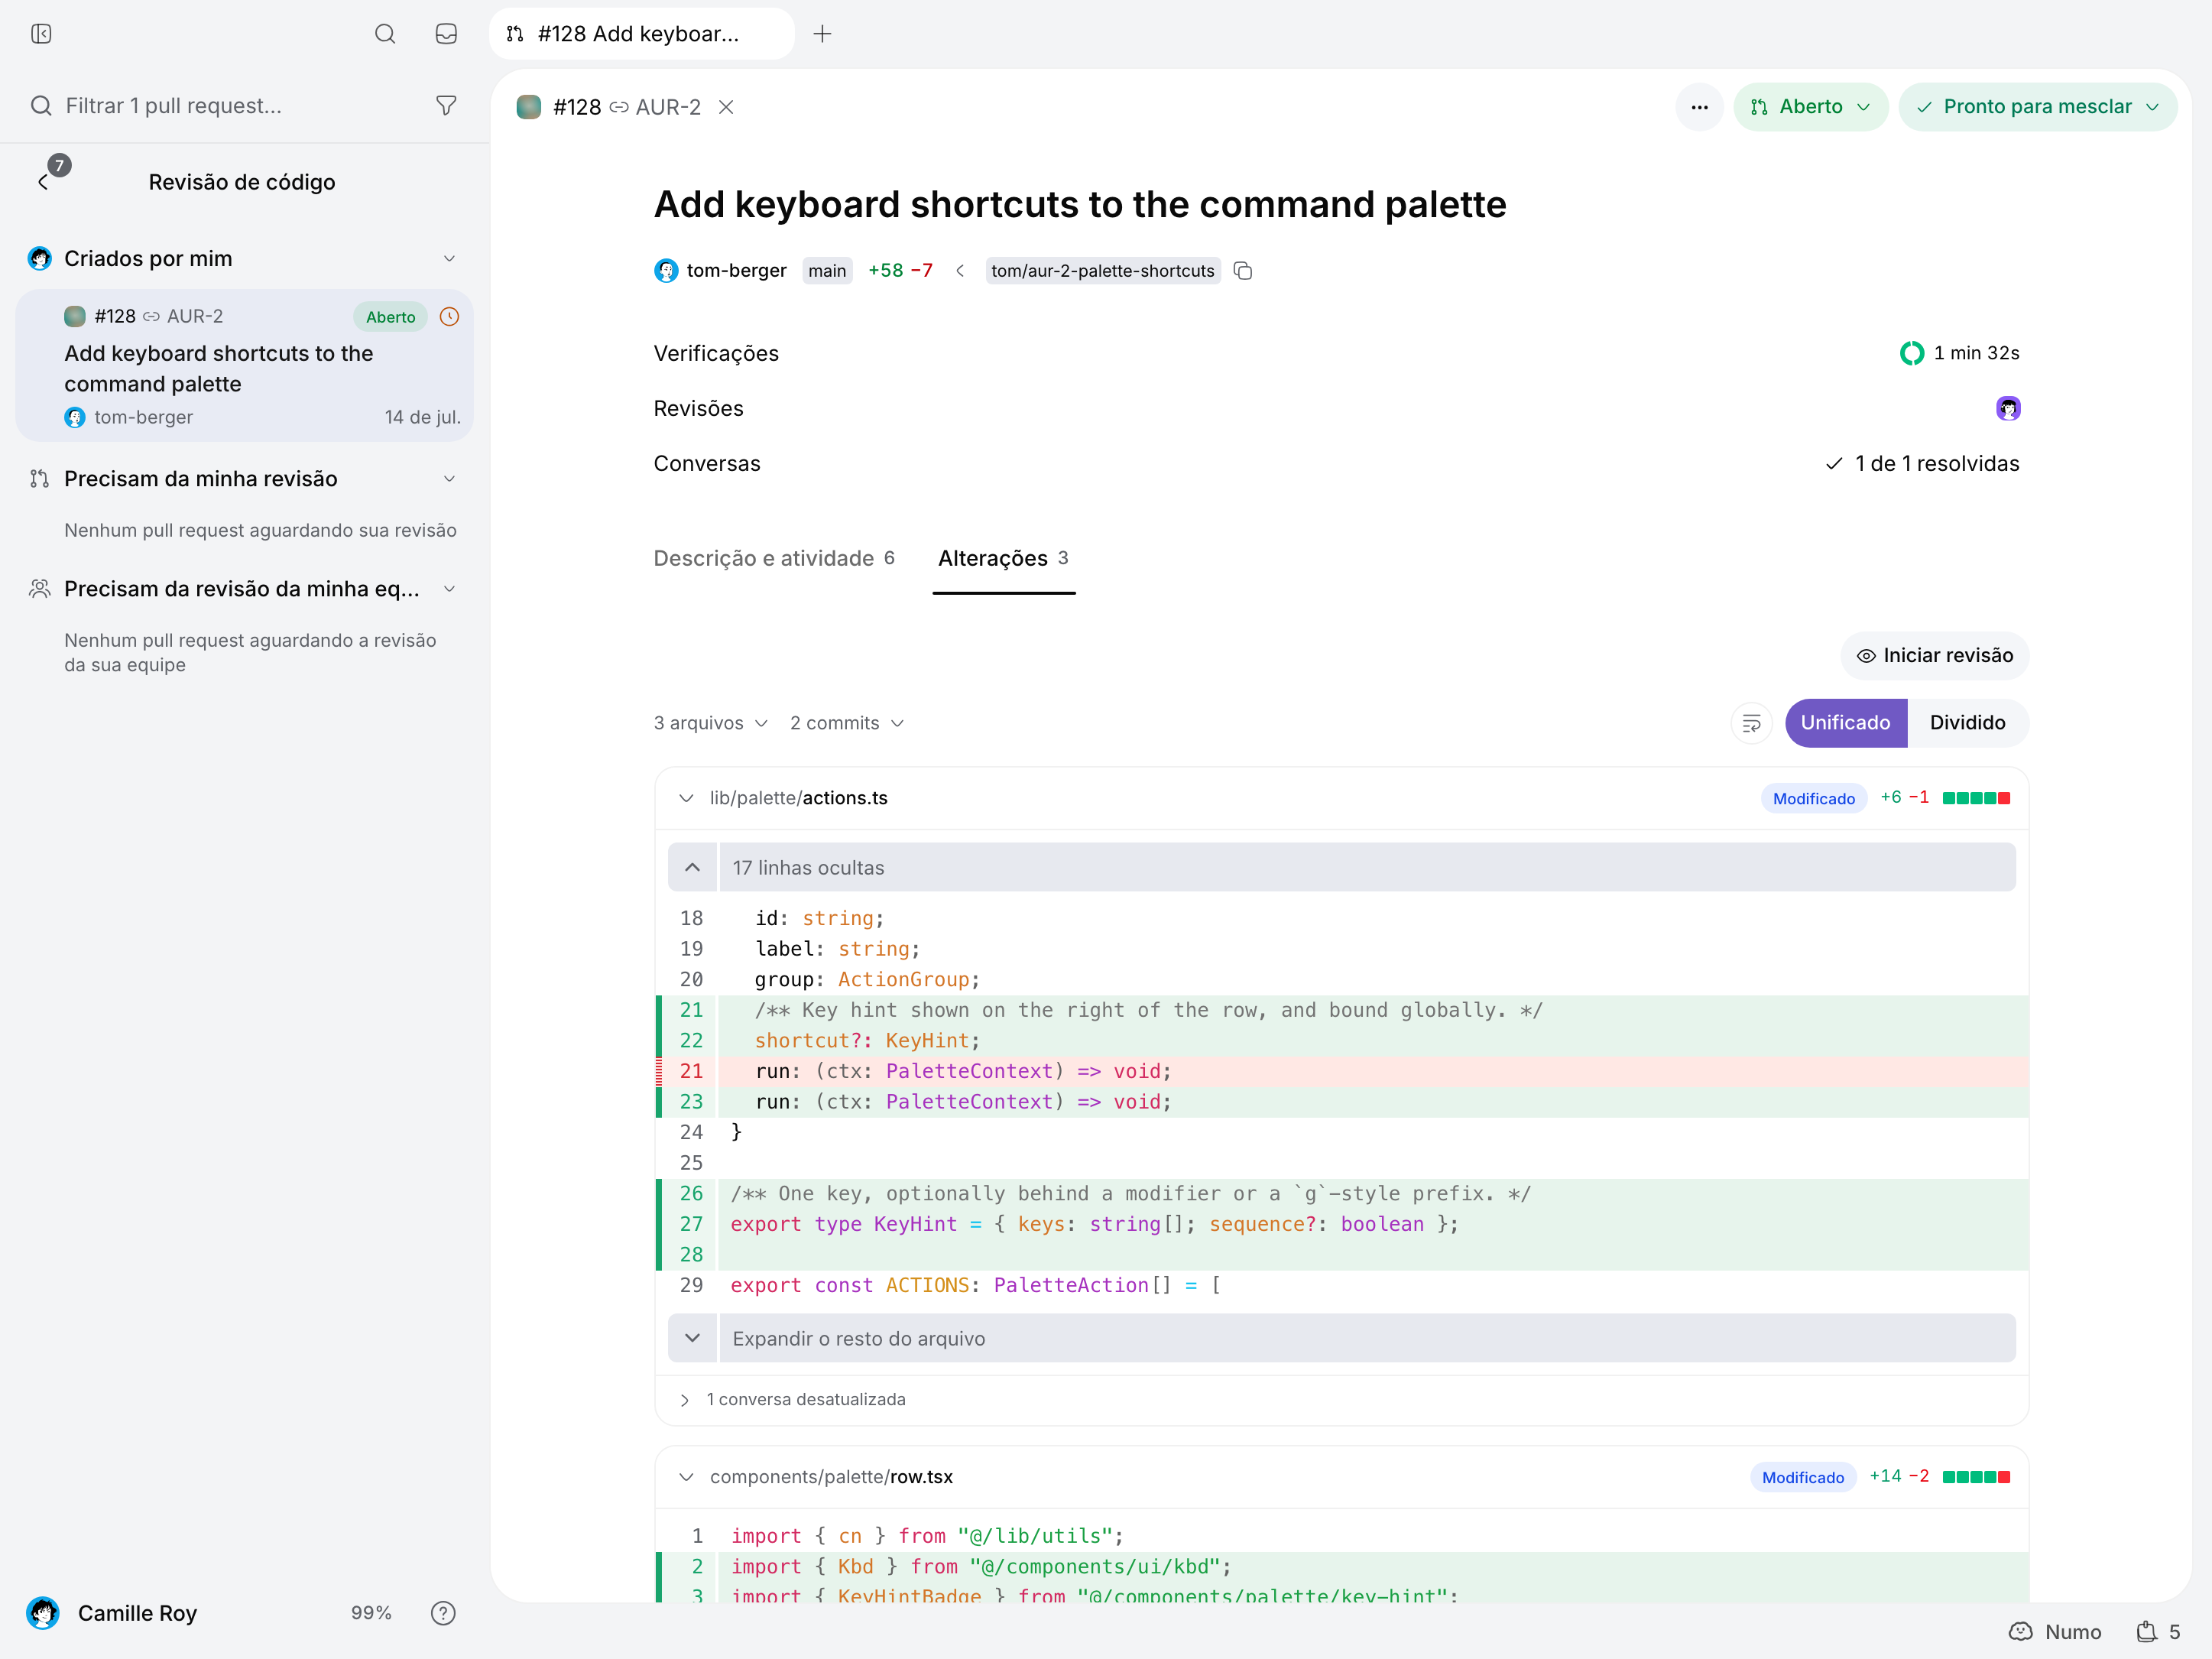 #128 Add keyboar...
Filtrar 1 pull request...
7
Revisão de código
Criados por mim
#128 AUR-2 Aberto
Add keyboard shortcuts to the
command palette
tom-berger 14 de jul.
Precisam da minha revisão
Nenhum pull request aguardando sua revisão
Precisam da revisão da minha eq...
Nenhum pull request aguardando a revisão
da sua equipe
Camille Roy 99%
#128 AUR-2
Aberto
Pronto para mesclar
Add keyboard shortcuts to the command palette
tom-berger main +58 −7 tom/aur-2-palette-shortcuts
Verificações 1 min 32s
Revisões
Conversas 1 de 1 resolvidas
Descrição e atividade 6 Alterações 3
Iniciar revisão
3 arquivos 2 commits Unificado Dividido
lib/palette/actions.ts Modificado +6 −1
17 linhas ocultas
18 id: string;
19 label: string;
20 group: ActionGroup;
21 /** Key hint shown on the right of the row, and bound globally. */
22 shortcut?: KeyHint;
21 run: (ctx: PaletteContext) => void;
23 run: (ctx: PaletteContext) => void;
24 }
25
26 /** One key, optionally behind a modifier or a `g`-style prefix. */
27 export type KeyHint = { keys: string[]; sequence?: boolean };
28
29 export const ACTIONS: PaletteAction[] = [
Expandir o resto do arquivo
1 conversa desatualizada
components/palette/row.tsx Modificado +14 −2
1 import { cn } from "@/lib/utils";
2 import { Kbd } from "@/components/ui/kbd";
3 import { KeyHintBadge } from "@/components/palette/key-hint";
Numo 5